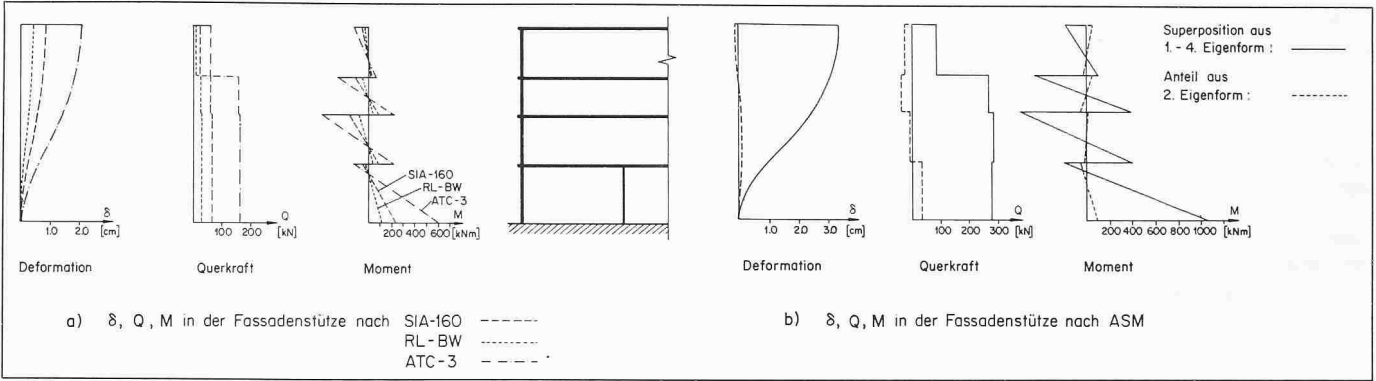 δ
[cm]
1.0 2.0
Deformation
Q
[kN]
100 200
Querkraft
SIA-160
RL-BW
ATC-3
M
200 400 600 [kNm]
Moment
a) δ, Q, M in der Fassadenstütze nach SIA-160
RL-BW
ATC-3
δ
1.0 2.0 3.0 [cm]
Deformation
Q
100 200 300 [kN]
Querkraft
M
200 400 600 800 1000 [kNm]
Moment
Superposition aus
1.-4. Eigenform :
Anteil aus
2. Eigenform :
b) δ, Q, M in der Fassadenstütze nach ASM